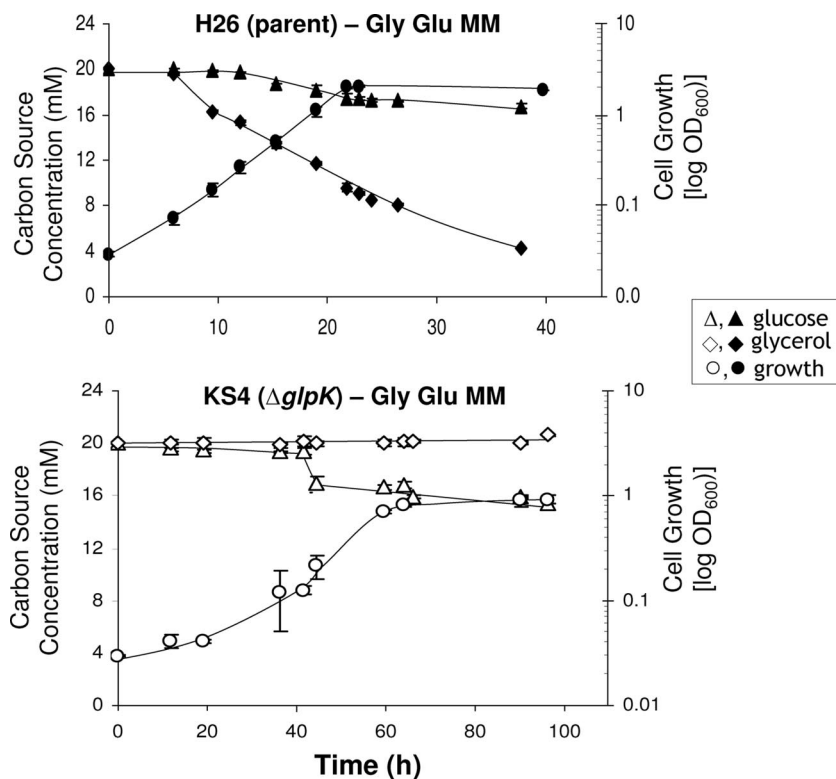 H26 (parent) – Gly Glu MM
24
20
16
12
8
4
0
Carbon Source
Concentration (mM)
10
1
0.1
0.0
Cell Growth
[log OD600)]
0 10 20 30 40
△,▲ glucose
◇,◆ glycerol
○,● growth
KS4 (ΔglpK) – Gly Glu MM
24
20
16
12
8
4
0
Carbon Source
Concentration (mM)
10
1
0.1
0.01
Cell Growth
[log OD600)]
0 20 40 60 80 100
Time (h)